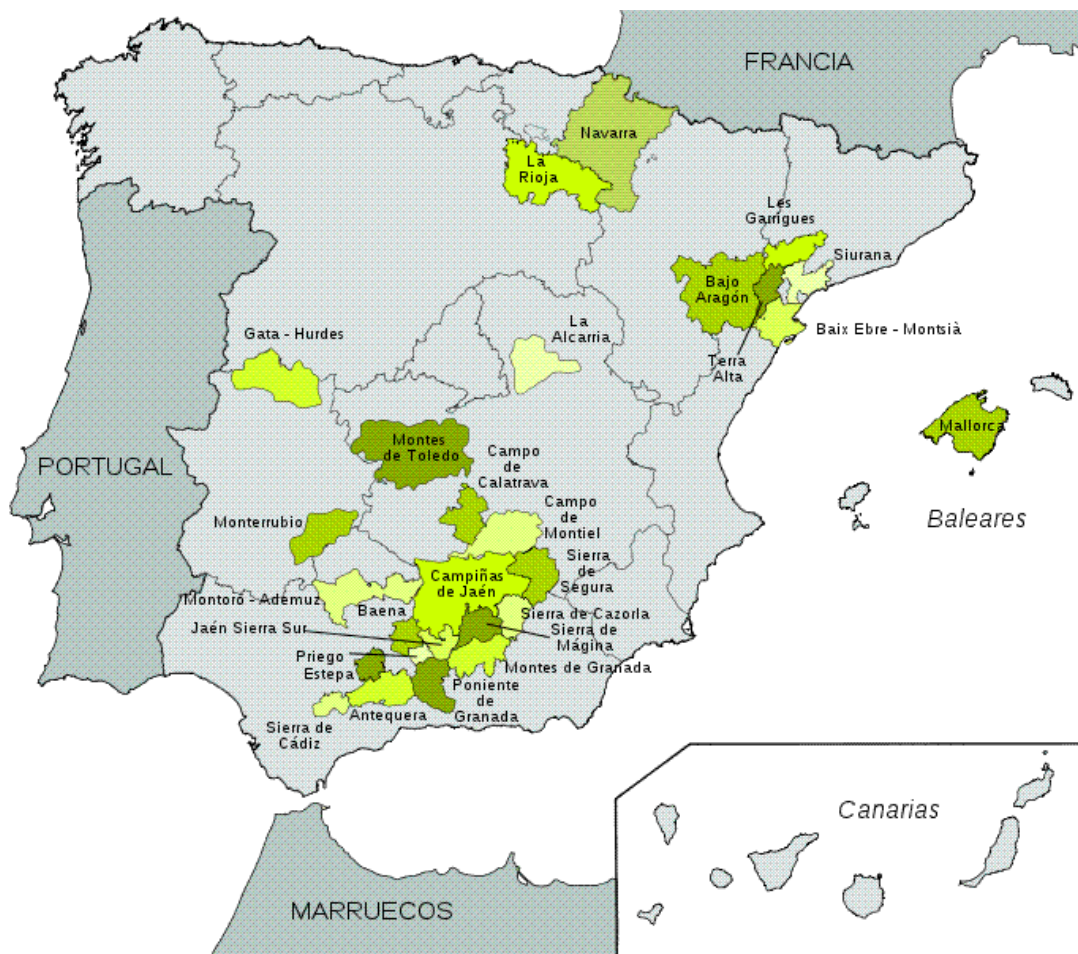 FRANCIA
Navarra
La
Rioja
Les
Garrigues
Siurana
Bajo
Aragón
La
Alcarria
Gata - Hurdes
Baix Ebre - Montsià
Terra
Alta
Mallorca
Montes
de Toledo
Campo
de
Calatrava
PORTUGAL
Campo
de
Montiel
Monterrubio
Baleares
Sierra
de
Segura
Campiñas
de Jaén
Montoro - Ademuz
Baena
Sierra de Cazorla
Jaén Sierra Sur
Sierra de
Mágina
Priego
Estepa
Montes de Granada
Poniente
de
Granada
Antequera
Sierra de
Cádiz
Canarias
MARRUECOS